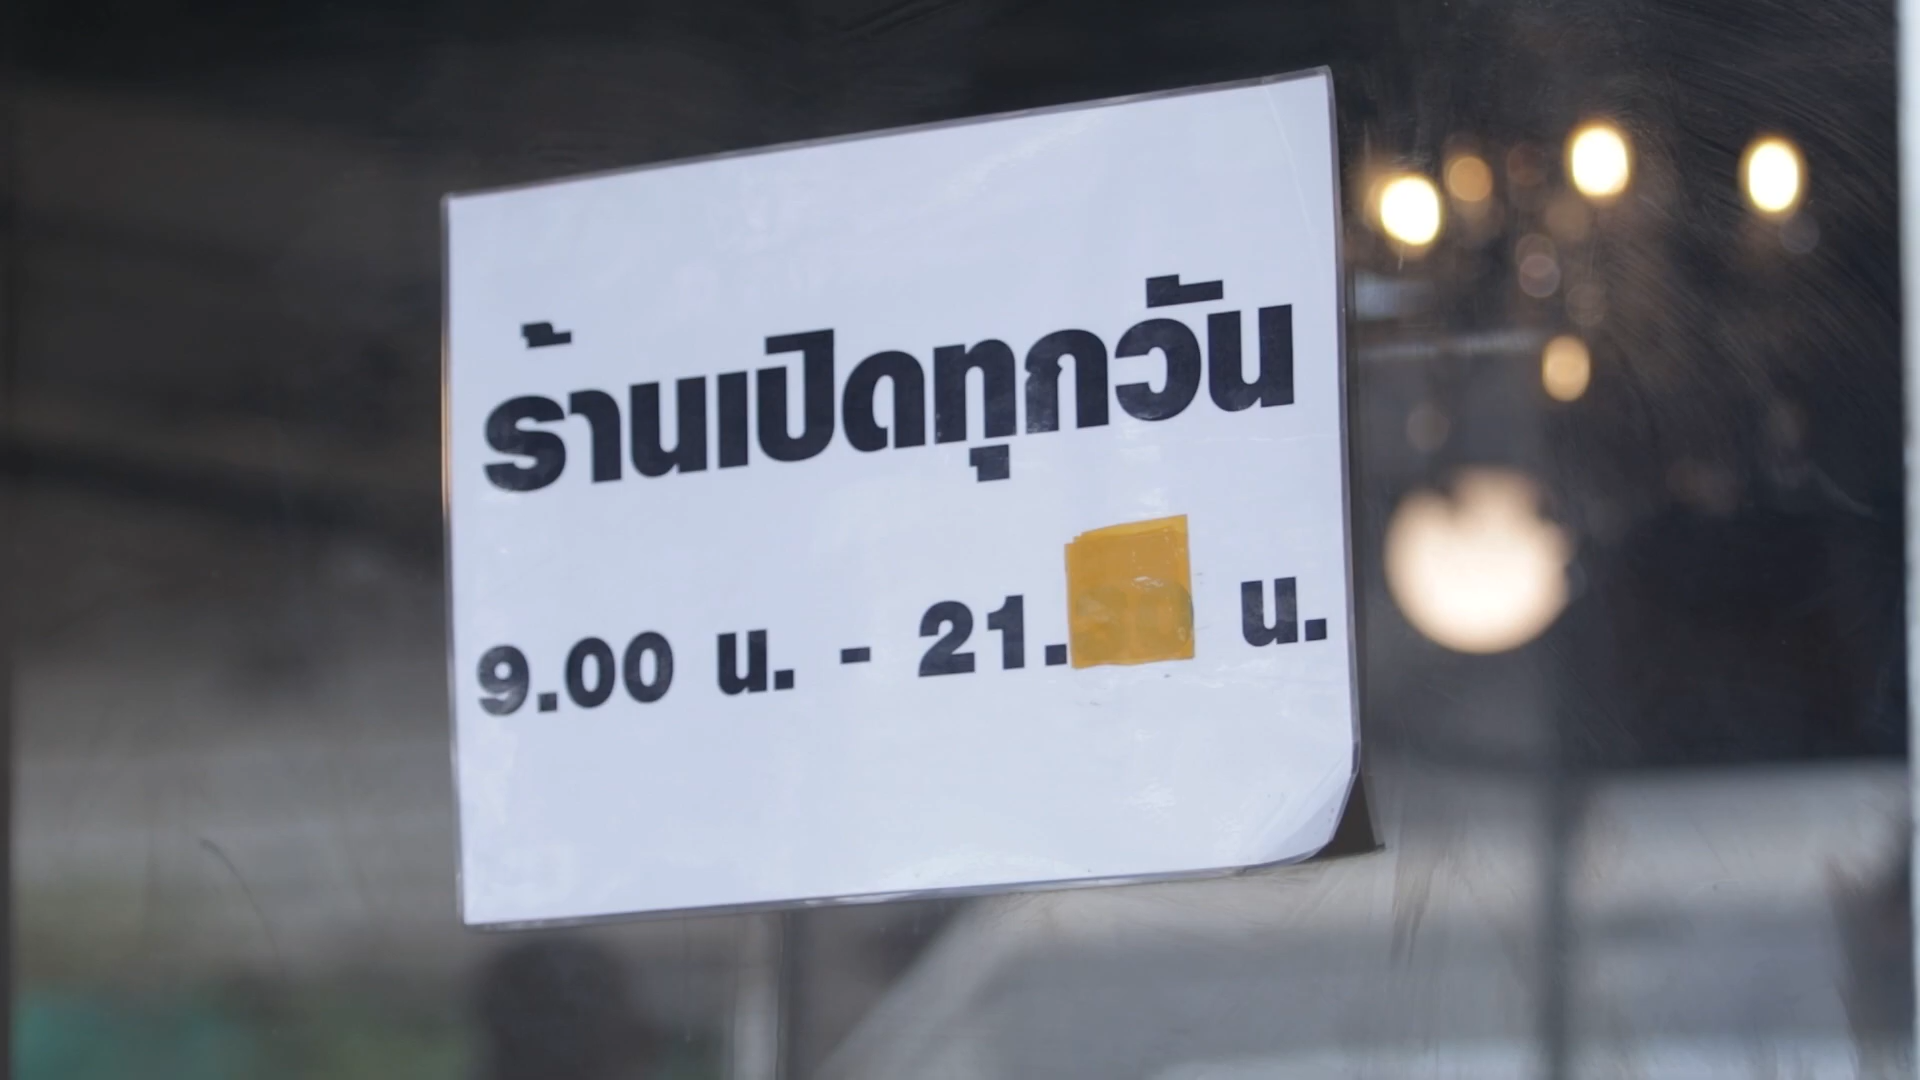 ร้านเปิดทุกวัน
9.00 น. - 21. น.